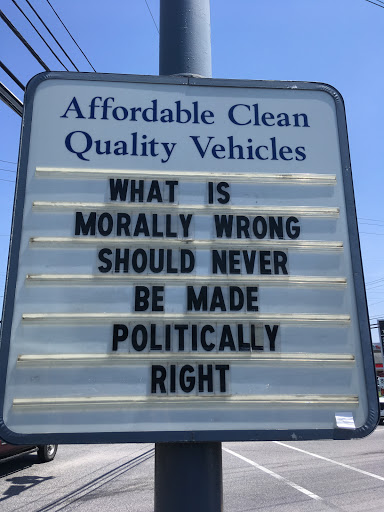 Affordable Clean
Quality Vehicles
WHAT IS
MORALLY WRONG
SHOULD NEVER
BE MADE
POLITICALLY
RIGHT